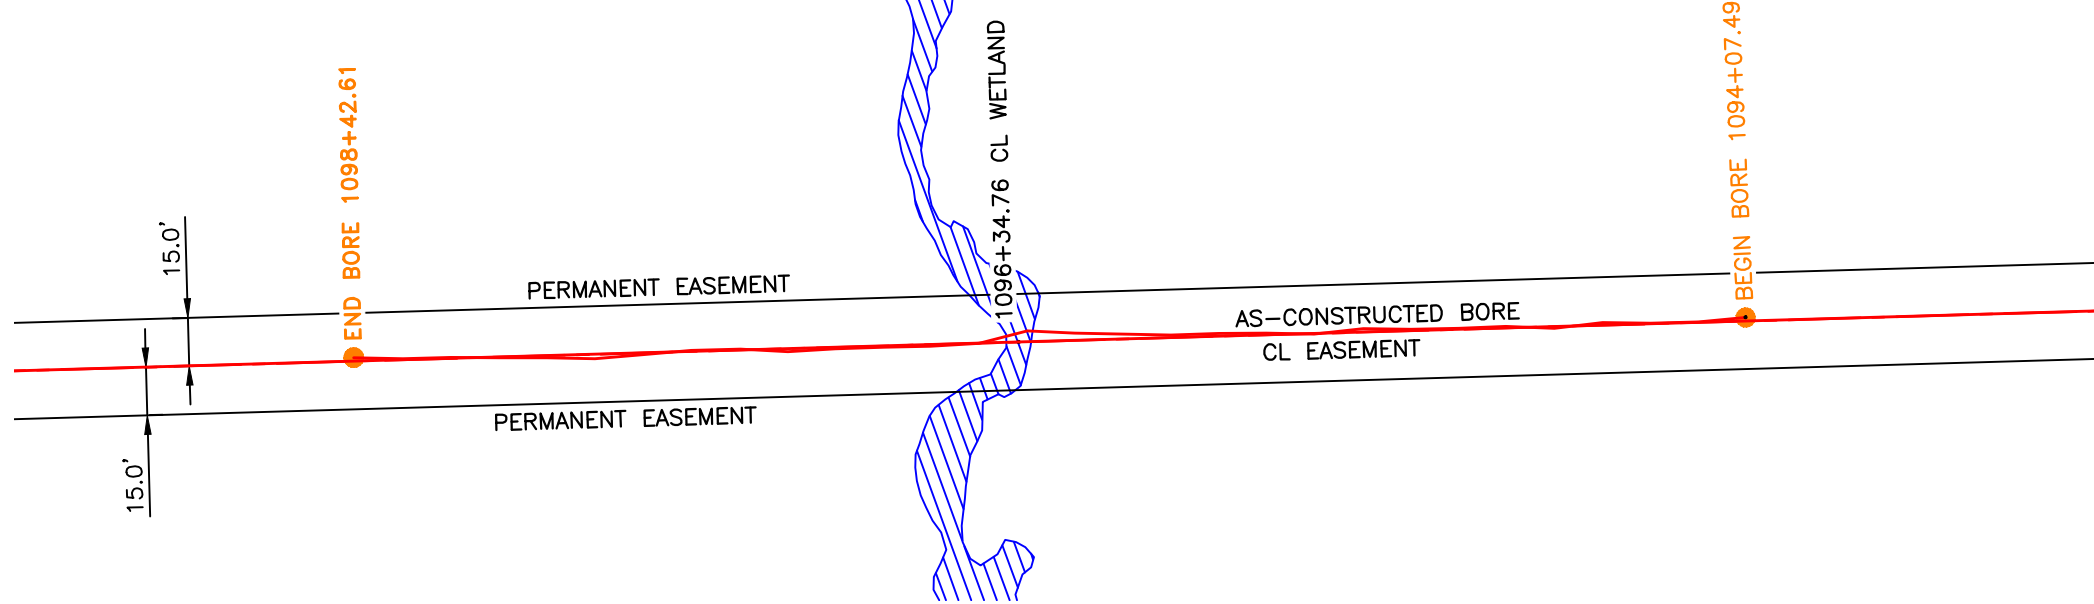 END BORE 1098+42.61
1096+34.76 CL WETLAND
BEGIN BORE 1094+07.49
15.0'
PERMANENT EASEMENT
AS-CONSTRUCTED BORE
CL EASEMENT
PERMANENT EASEMENT
15.0'